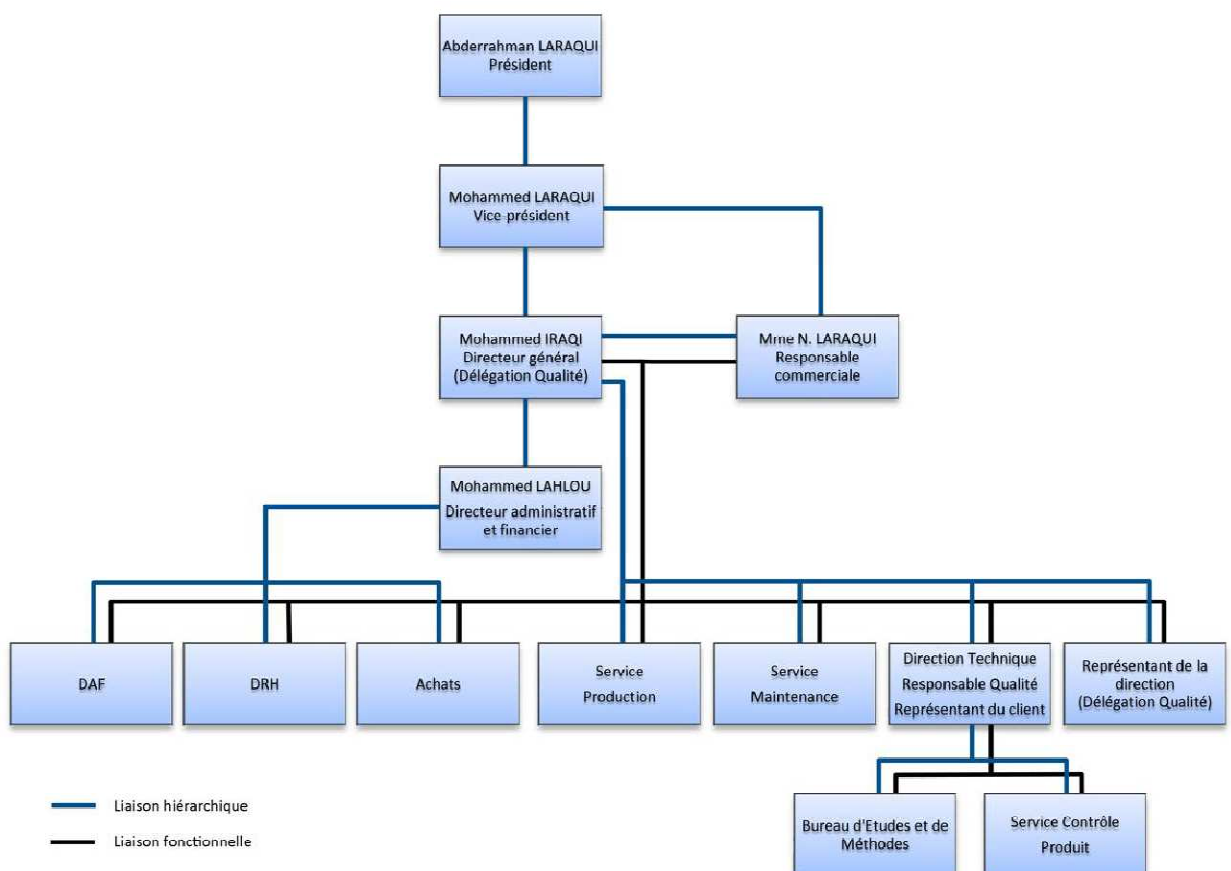 Abderrahman LARAQUI
Président
Mohammed LARAQUI
Vice-président
Mohammed IRAQI
Directeur général
(Délégation Qualité)
Mme N. LARAQUI
Responsable
commerciale
Mohammed LAHLOU
Directeur administratif
et financier
DAF
DRH
Achats
Service
Production
Service
Maintenance
Direction Technique
Responsable Qualité
Représentant du client
Représentant de la
direction
(Délégation Qualité)
Bureau d'Etudes et de
Méthodes
Service Contrôle
Produit
Liaison hiérarchique
Liaison fonctionnelle